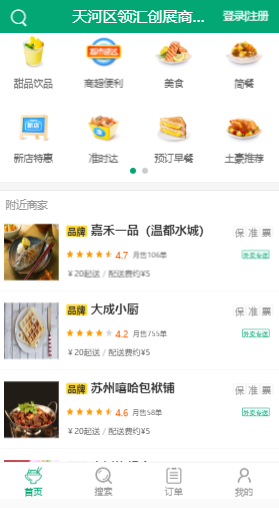 天河区领汇创展商... 登录|注册
甜品饮品 商超便利 美食 简餐
新店
新店特惠 准时达 预订早餐 土豪推荐
附近商家
品牌 嘉禾一品（温都水城） 保 准 票
4.7 月售106单 外卖专送
¥20起送 / 配送费约¥5
品牌 大成小厨 保 准 票
4.2 月售755单 外卖专送
¥20起送 / 配送费约¥5
品牌 苏州嘻哈包袱铺 保 准 票
4.6 月售58单 外卖专送
¥20起送 / 配送费约¥5
首页 搜索 订单 我的